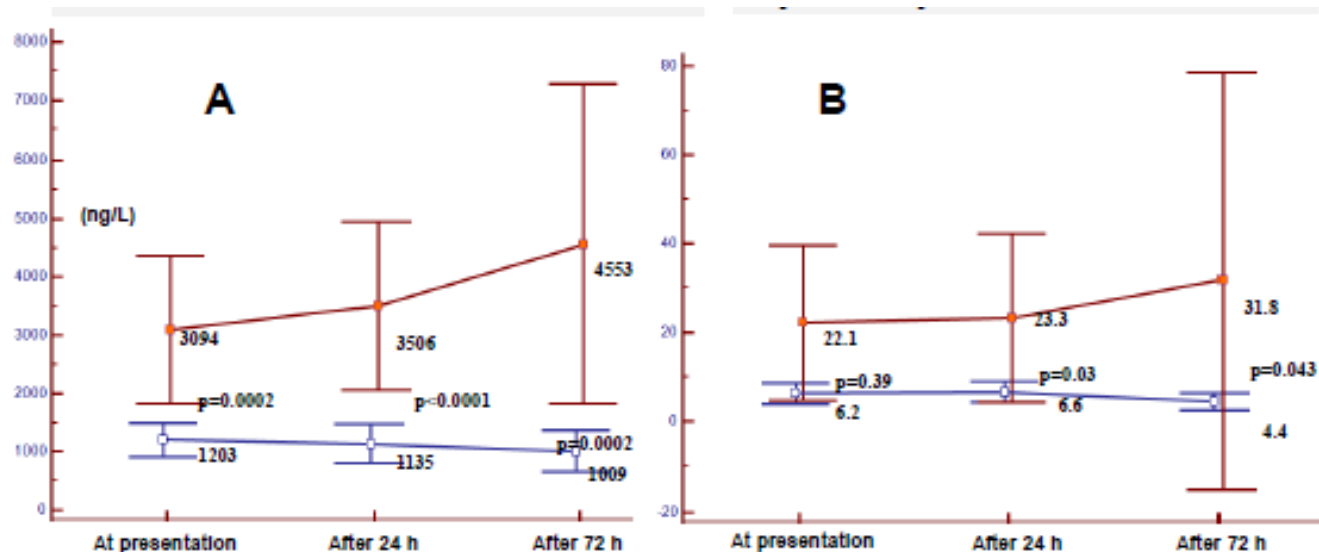 8000
7000
6000
5000
4000
3000
2000
1000
0
A
(ng/L)
3094
3506
4553
p=0.0002
p<0.0001
p=0.0002
1203
1135
1009
At presentation
After 24 h
After 72 h
80
60
40
20
0
-20
B
22.1
23.3
31.8
p=0.39
p=0.03
p=0.043
6.2
6.6
4.4
At presentation
After 24 h
After 72 h